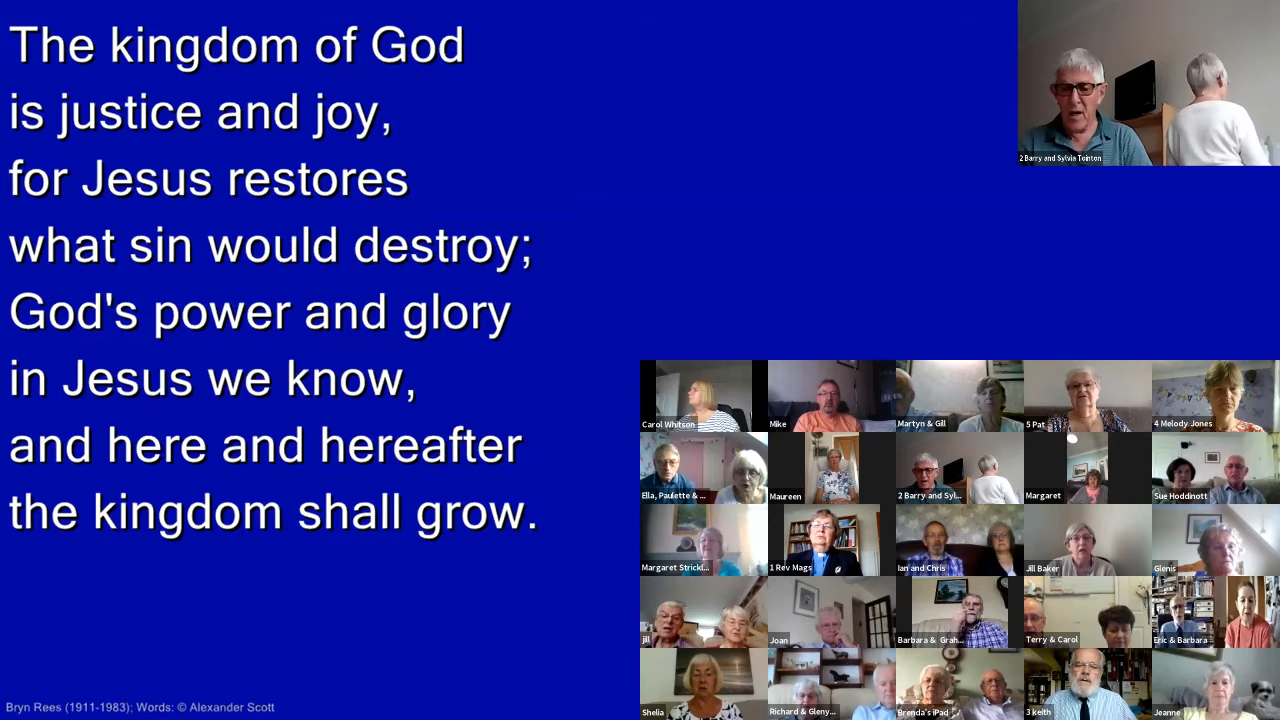 The kingdom of God
is justice and joy,
for Jesus restores
what sin would destroy;
God's power and glory
in Jesus we know,
and here and hereafter
the kingdom shall grow.
Bryn Rees (1911-1983); Words: © Alexander Scott
2 Barry and Sylvia Tointon
Carol Whitson
Mike
Martyn & Gill
5 Pat
4 Melody Jones
Ella, Paulette & ...
Maureen
2 Barry and Syl...
Margaret
Sue Hoddinott
Margaret Strickl...
1 Rev Mags
Ian and Chris
Jill Baker
Glenis
jill
Joan
Barbara & Grah...
Terry & Carol
Eric & Barbara
Shelia
Richard & Gleny...
Brenda's iPad
3 keith
Jeanne